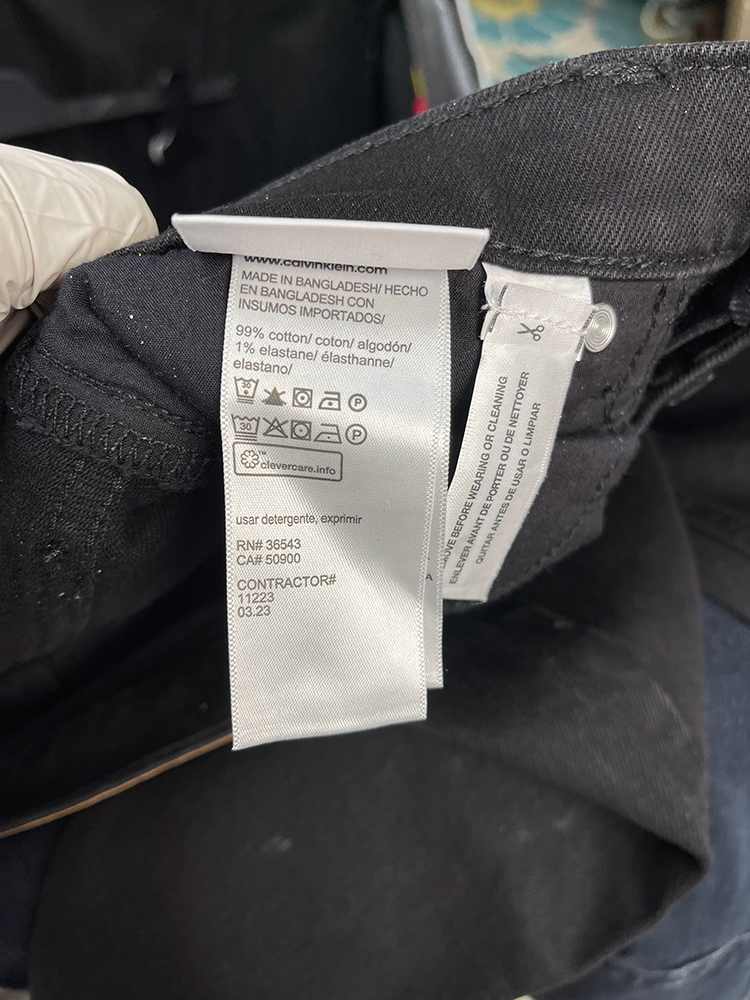 www.calvinklein.com
MADE IN BANGLADESH/ HECHO
EN BANGLADESH CON
INSUMOS IMPORTADOS/
99% cotton/ coton/ algodón/
1% elastane/ élasthanne/
elastano/
30 P
30 P
clevercare.info
usar detergente, exprimir
RN# 36543
CA# 50900
CONTRACTOR#
11223
03.23
A
BEFORE WEARING OR CLEANING
ENLEVER AVANT DE PORTER OU DE NETTOYER
QUITAR ANTES DE USAR O LIMPIAR